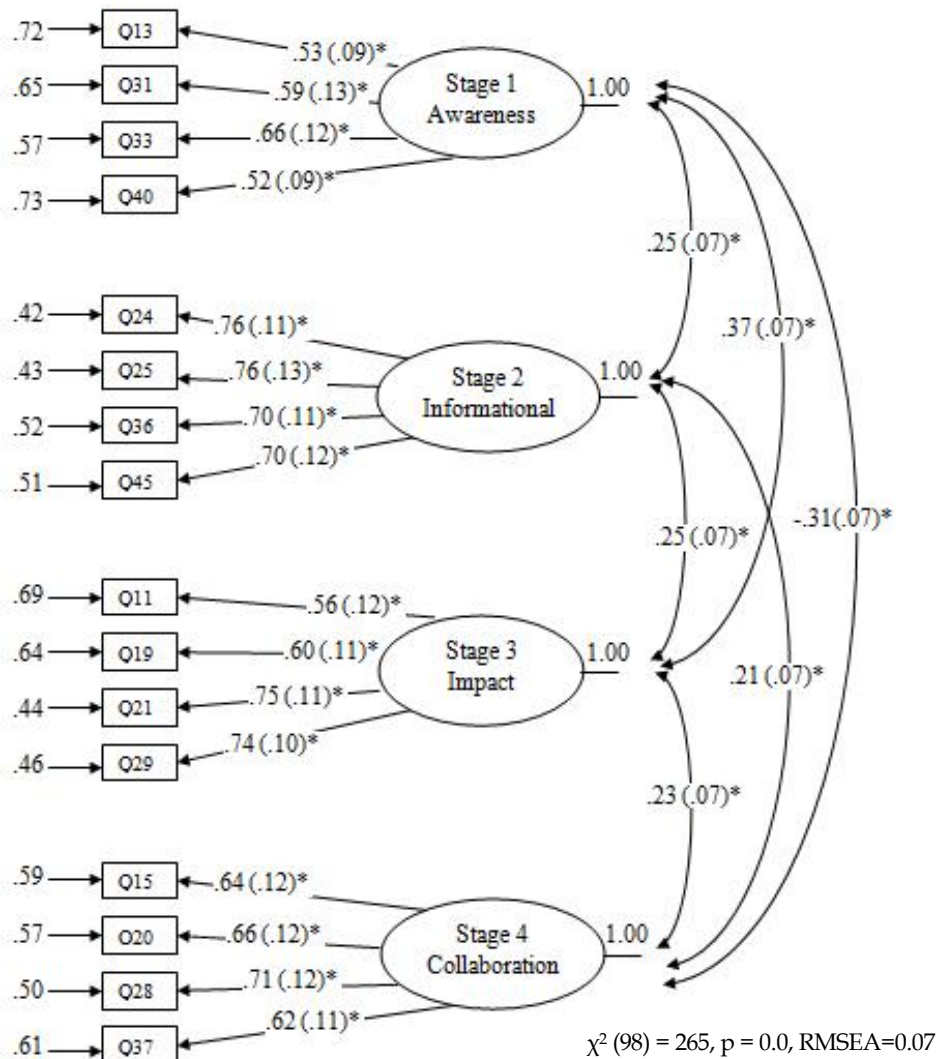 .72 Q13 .53 (.09)*
.65 Q31 .59 (.13)*
.57 Q33 .66 (.12)*
.73 Q40 .52 (.09)*
Stage 1
Awareness
1.00
.25 (.07)*
.37 (.07)*
.42 Q24 .76 (.11)*
.43 Q25 .76 (.13)*
.52 Q36 .70 (.11)*
.51 Q45 .70 (.12)*
Stage 2
Informational
1.00
-.31(.07)*
.25 (.07)*
.69 Q11 .56 (.12)*
.64 Q19 .60 (.11)*
.44 Q21 .75 (.11)*
.46 Q29 .74 (.10)*
Stage 3
Impact
1.00
.21 (.07)*
.23 (.07)*
.59 Q15 .64 (.12)*
.57 Q20 .66 (.12)*
.50 Q28 .71 (.12)*
.61 Q37 .62 (.11)*
Stage 4
Collaboration
1.00
χ² (98) = 265, p = 0.0, RMSEA=0.07